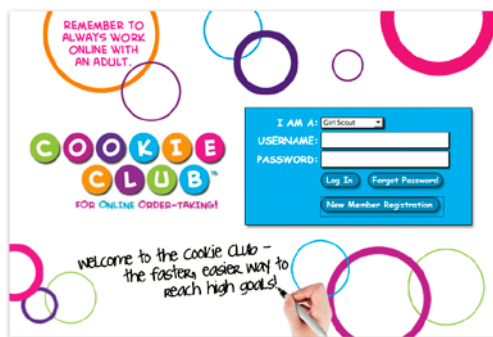 REMEMBER TO
ALWAYS WORK
ONLINE WITH
AN ADULT.
I AM A: Girl Scout
USERNAME:
PASSWORD:
Log In Forgot Password
New Member Registration
COOKIE
CLUB™
FOR ONLINE ORDER-TAKING!
Welcome to the Cookie Club -
the faster, easier way to
reach high goals!